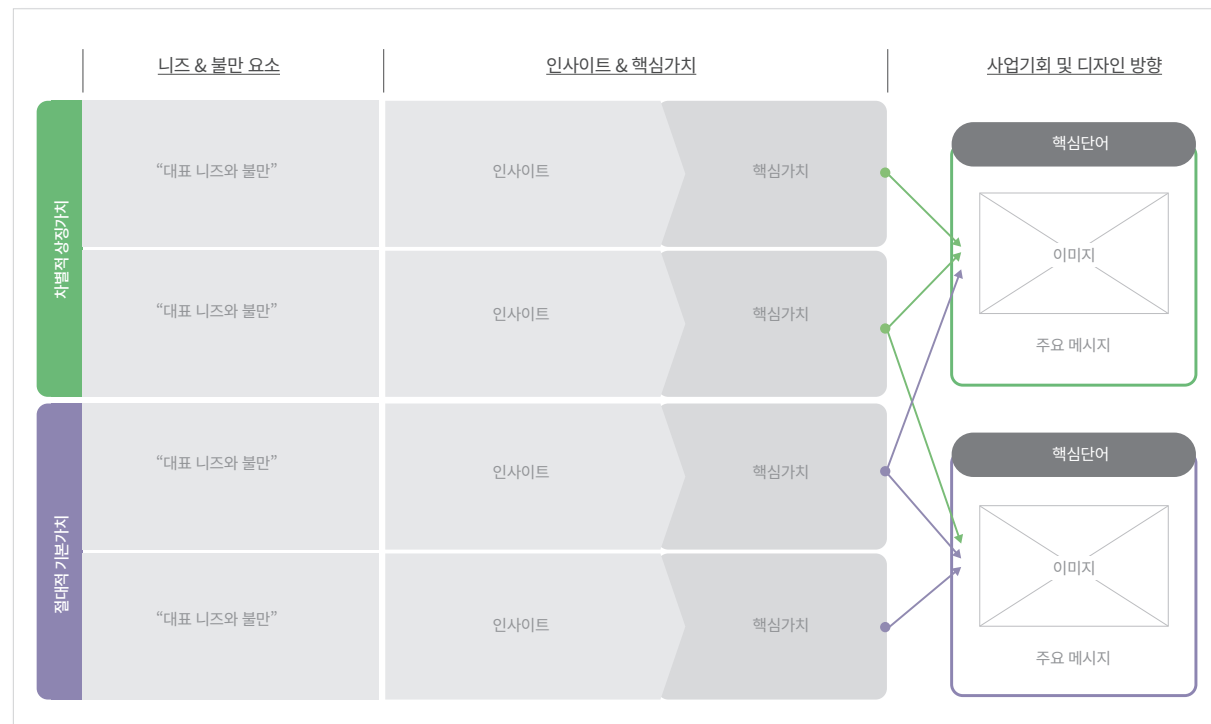 니즈 & 불만 요소
인사이트 & 핵심가치
사업기회 및 디자인 방향
차별적 상징가치
“대표 니즈와 불만”
인사이트
핵심가치
“대표 니즈와 불만”
인사이트
핵심가치
절대적 기본가치
“대표 니즈와 불만”
인사이트
핵심가치
“대표 니즈와 불만”
인사이트
핵심가치
핵심단어
이미지
주요 메시지
핵심단어
이미지
주요 메시지